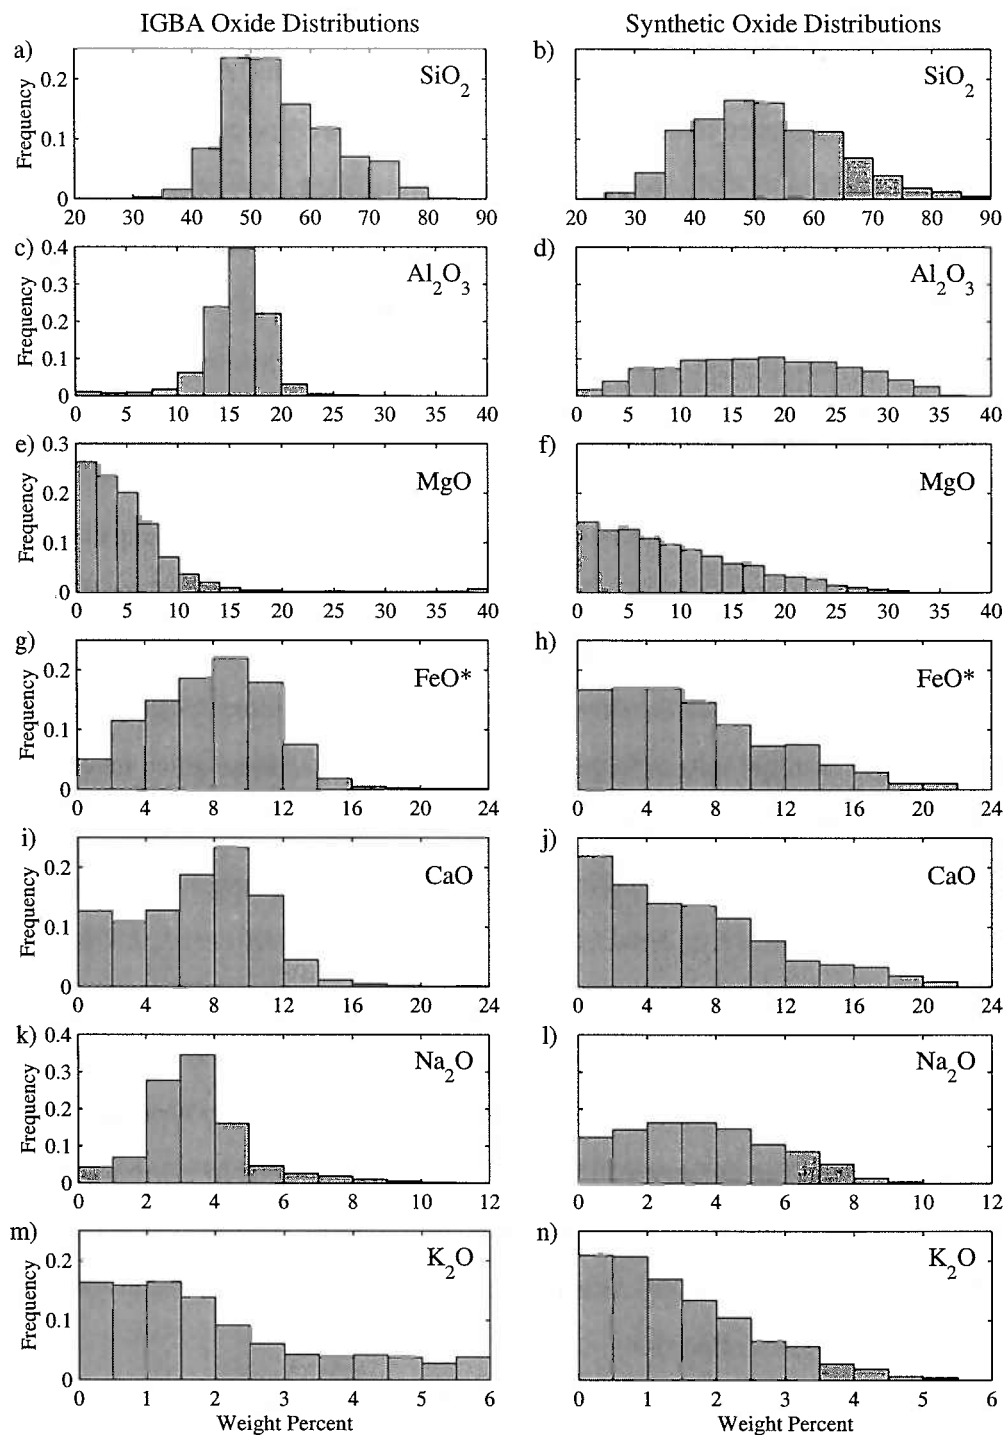 IGBA Oxide Distributions
Synthetic Oxide Distributions
a)
SiO2
Frequency
0.2
0.1
0
20 30 40 50 60 70 80 90
b)
SiO2
20 30 40 50 60 70 80 90
c)
Al2O3
Frequency
0.4
0.3
0.2
0.1
0
0 5 10 15 20 25 30 35 40
d)
Al2O3
0 5 10 15 20 25 30 35 40
e)
MgO
Frequency
0.3
0.2
0.1
0
0 5 10 15 20 25 30 35 40
f)
MgO
0 5 10 15 20 25 30 35 40
g)
FeO*
Frequency
0.2
0.1
0
0 4 8 12 16 20 24
h)
FeO*
0 4 8 12 16 20 24
i)
CaO
Frequency
0.2
0.1
0
0 4 8 12 16 20 24
j)
CaO
0 4 8 12 16 20 24
k)
Na2O
Frequency
0.4
0.3
0.2
0.1
0
0 2 4 6 8 10 12
l)
Na2O
0 2 4 6 8 10 12
m)
K2O
Frequency
0.2
0.1
0
0 1 2 3 4 5 6
Weight Percent
n)
K2O
0 1 2 3 4 5 6
Weight Percent